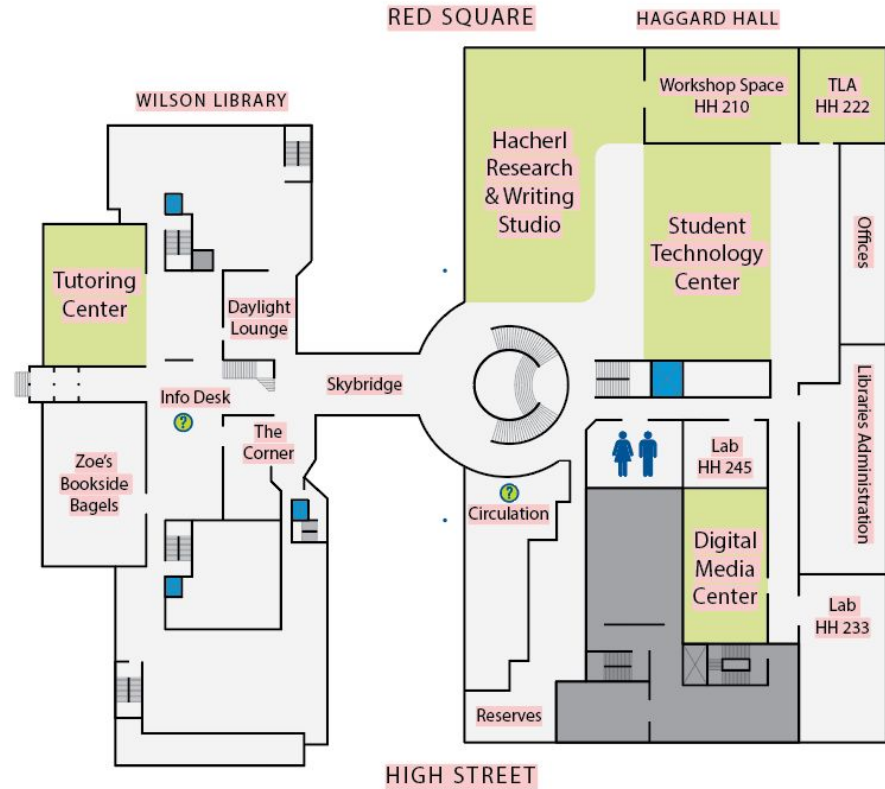 RED SQUARE
HAGGARD HALL
WILSON LIBRARY
Workshop Space
HH 210
TLA
HH 222
Hacherl
Research
& Writing
Studio
Student
Technology
Center
Offices
Tutoring
Center
Daylight
Lounge
Skybridge
Info Desk
?
The
Corner
Zoe's
Bookside
Bagels
Lab
HH 245
Libraries Administration
?
Circulation
Digital
Media
Center
Lab
HH 233
Reserves
HIGH STREET